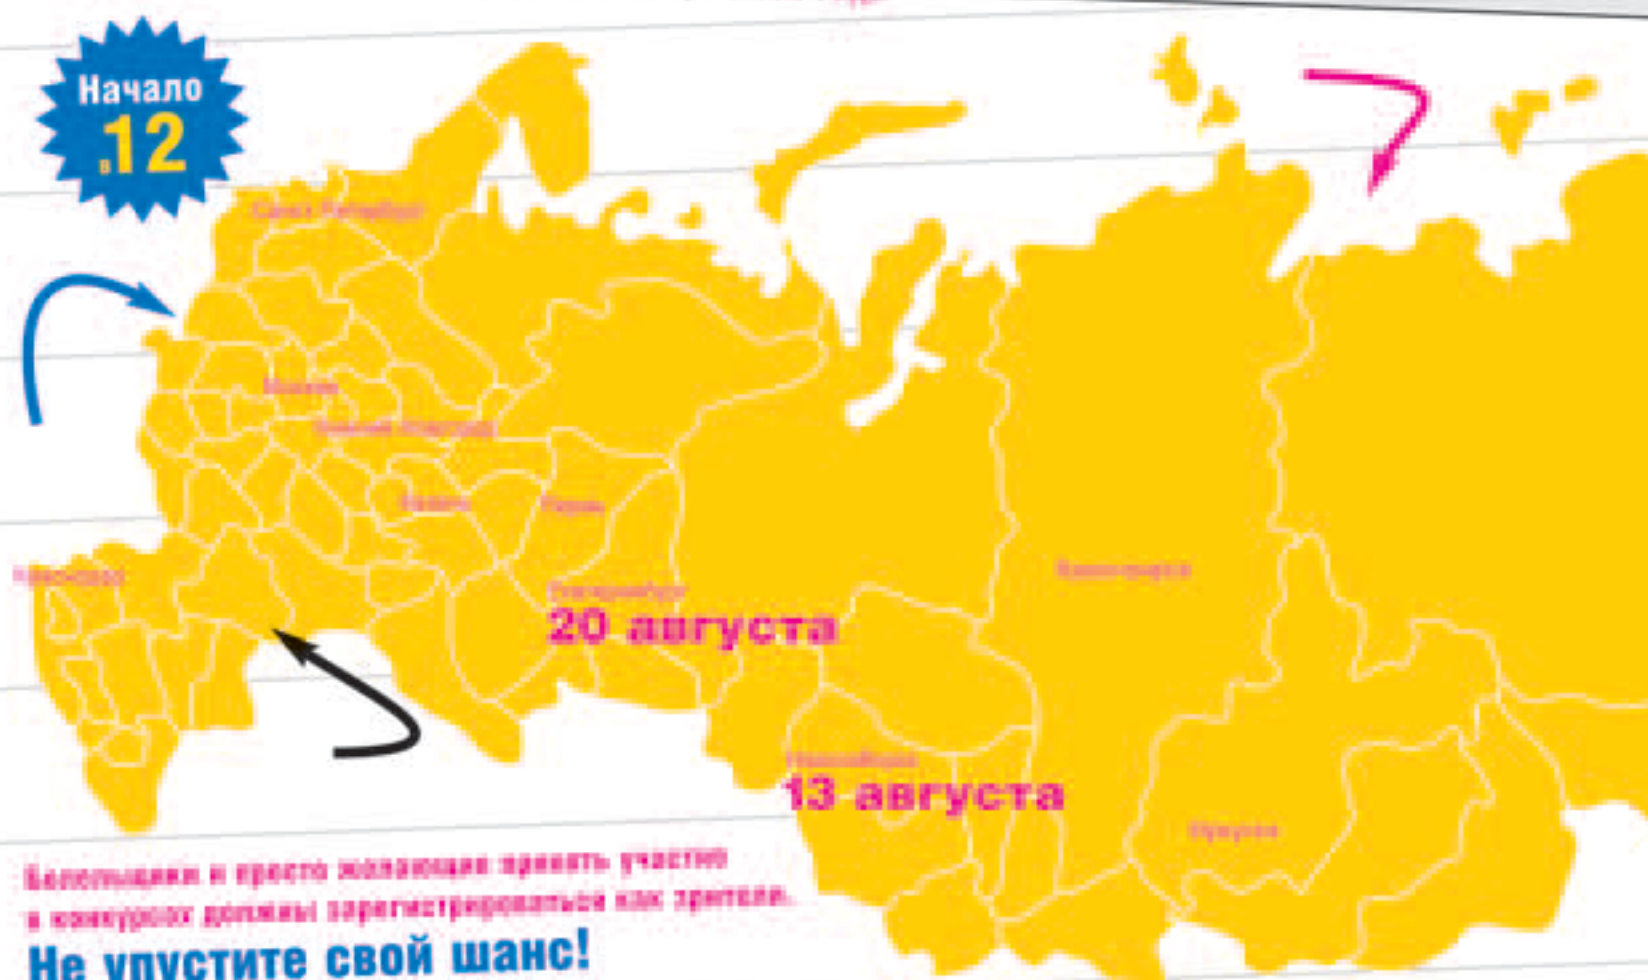 Начало
в 12
Санкт-Петербург
Москва
Нижний Новгород
Казань
Пермь
Краснодар
Екатеринбург
20 августа
Красноярск
Новосибирск
13 августа
Иркутск
Болельщики и просто желающие принять участие
в конкурсах должны зарегистрироваться как зрители.
Не упустите свой шанс!